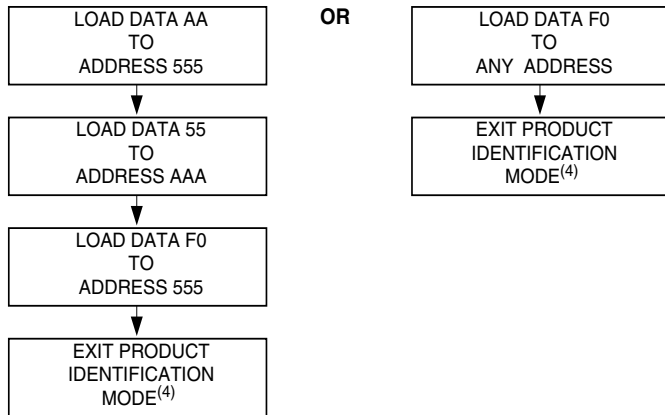 LOAD DATA AA
TO
ADDRESS 555
LOAD DATA 55
TO
ADDRESS AAA
LOAD DATA F0
TO
ADDRESS 555
EXIT PRODUCT
IDENTIFICATION
MODE(4)
OR
LOAD DATA F0
TO
ANY ADDRESS
EXIT PRODUCT
IDENTIFICATION
MODE(4)